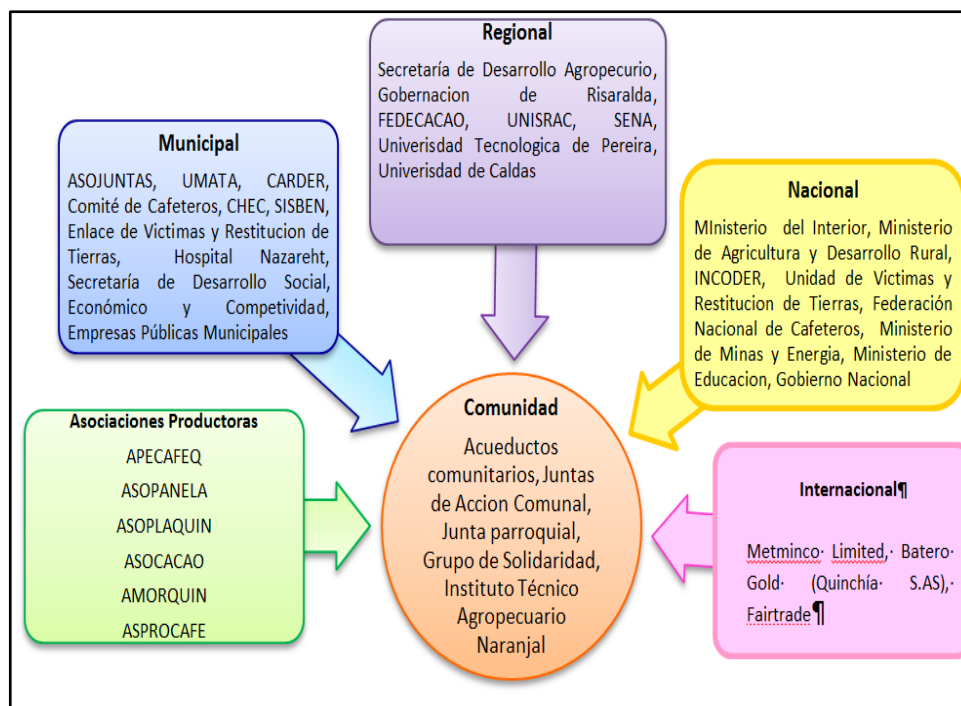 Regional
Secretaría de Desarrollo Agropecurio,
Gobernacion de Risaralda,
FEDECACAO, UNISRAC, SENA,
Univerisdad Tecnologica de Pereira,
Univerisdad de Caldas
Municipal
ASOJUNTAS, UMATA, CARDER,
Comité de Cafeteros, CHEC, SISBEN,
Enlace de Victimas y Restitucion de
Tierras, Hospital Nazareht,
Secretaría de Desarrollo Social,
Económico y Competividad,
Empresas Públicas Municipales
Nacional
MInisterio del Interior, Ministerio
de Agricultura y Desarrollo Rural,
INCODER, Unidad de Victimas y
Restitucion de Tierras, Federación
Nacional de Cafeteros, Ministerio
de Minas y Energia, Ministerio de
Educacion, Gobierno Nacional
Asociaciones Productoras
APECAFEQ
ASOPANELA
ASOPLAQUIN
ASOCACAO
AMORQUIN
ASPROCAFE
Comunidad
Acueductos
comunitarios, Juntas
de Accion Comunal,
Junta parroquial,
Grupo de Solidaridad,
Instituto Técnico
Agropecuario
Naranjal
Internacional¶
Metminco· Limited,· Batero·
Gold· (Quinchía· S.AS),·
Fairtrade¶